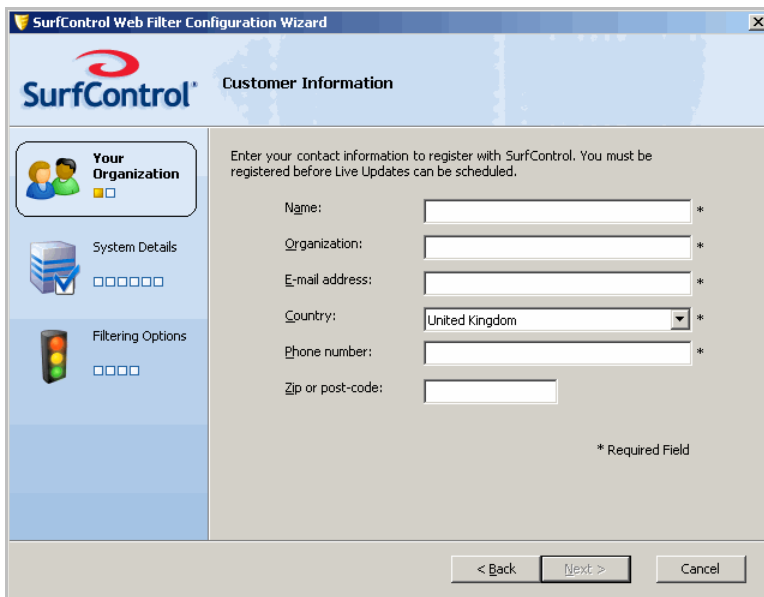 SurfControl Web Filter Configuration Wizard
SurfControl
Customer Information
Your
Organization
System Details
Filtering Options
Enter your contact information to register with SurfControl. You must be
registered before Live Updates can be scheduled.
Name: *
Organization: *
E-mail address: *
Country: United Kingdom *
Phone number: *
Zip or post-code:
* Required Field
< Back Next > Cancel